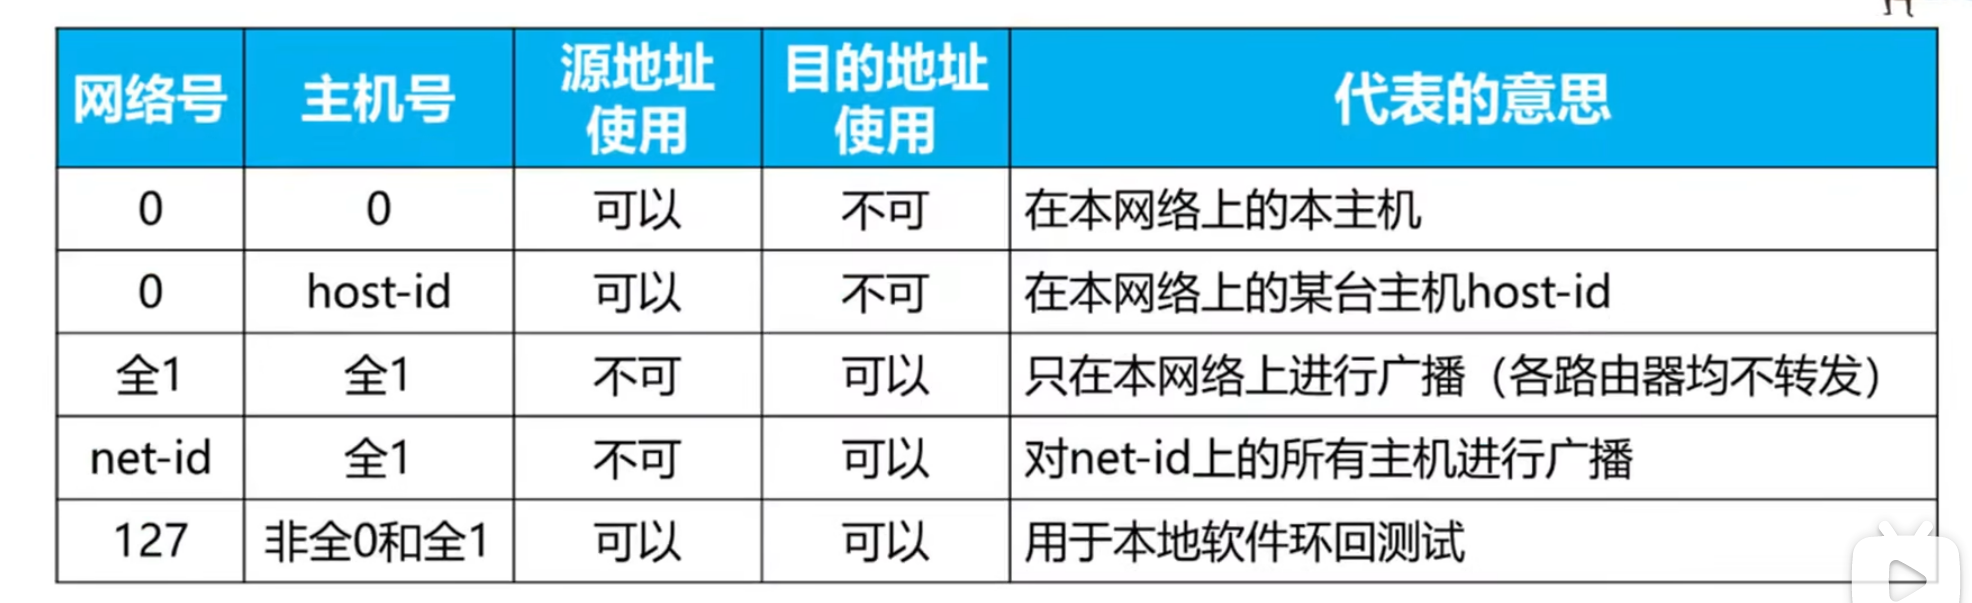 网络号 主机号 源地址使用 目的地址使用 代表的意思
0 0 可以 不可 在本网络上的本主机
0 host-id 可以 不可 在本网络上的某台主机host-id
全1 全1 不可 可以 只在本网络上进行广播（各路由器均不转发）
net-id 全1 不可 可以 对net-id上的所有主机进行广播
127 非全0和全1 可以 可以 用于本地软件环回测试